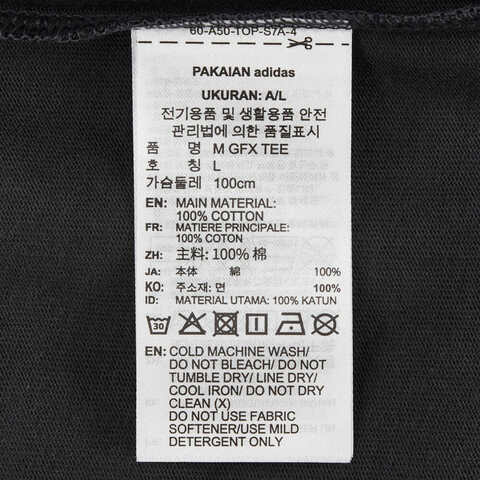 60-A50-TOP-S7A-4
PAKAIAN adidas
UKURAN: A/L
전기용품 및 생활용품 안전
관리법에 의한 품질표시
품 명 M GFX TEE
호 칭 L
가슴둘레 100cm
EN: MAIN MATERIAL:
100% COTTON
FR: MATIERE PRINCIPALE:
100% COTON
ZH: 主料: 100% 棉
JA: 本体 綿 100%
KO: 주소재: 면 100%
ID: MATERIAL UTAMA: 100% KATUN
30
EN: COLD MACHINE WASH/
DO NOT BLEACH/ DO NOT
TUMBLE DRY/ LINE DRY/
COOL IRON/ DO NOT DRY
CLEAN (X)
DO NOT USE FABRIC
SOFTENER/USE MILD
DETERGENT ONLY